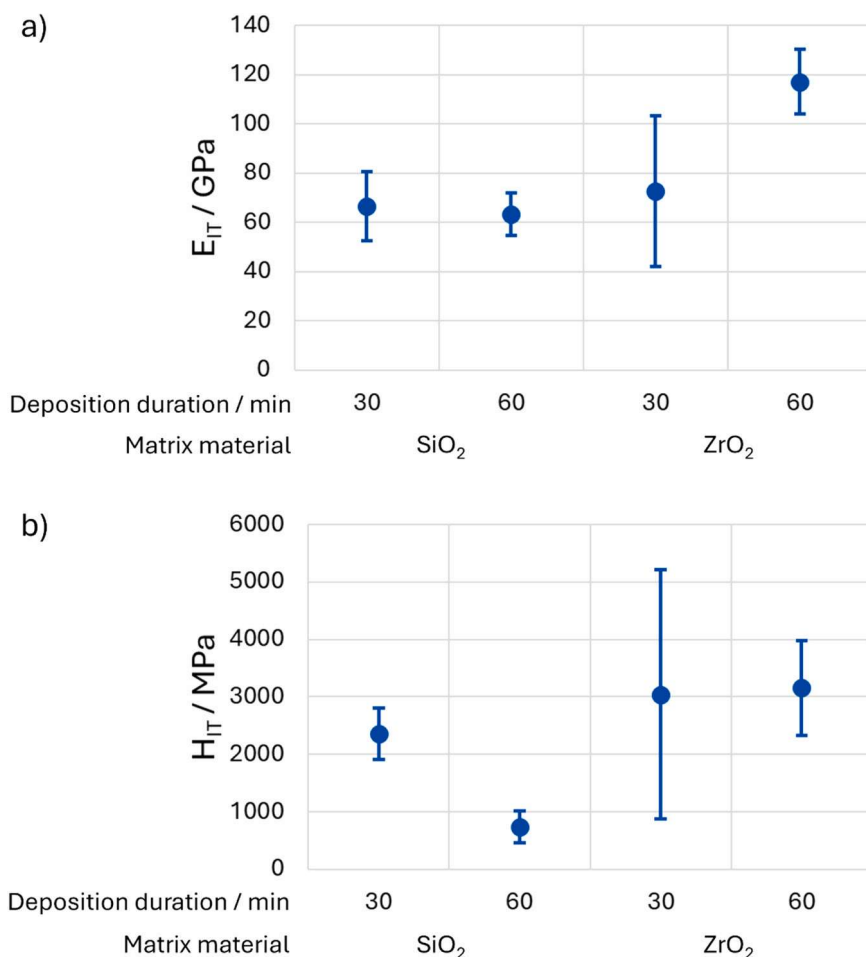 a)
140
120
100
80
60
40
20
0
E_IT / GPa
Deposition duration / min 30 60 30 60
Matrix material SiO₂ ZrO₂
b)
6000
5000
4000
3000
2000
1000
0
H_IT / MPa
Deposition duration / min 30 60 30 60
Matrix material SiO₂ ZrO₂